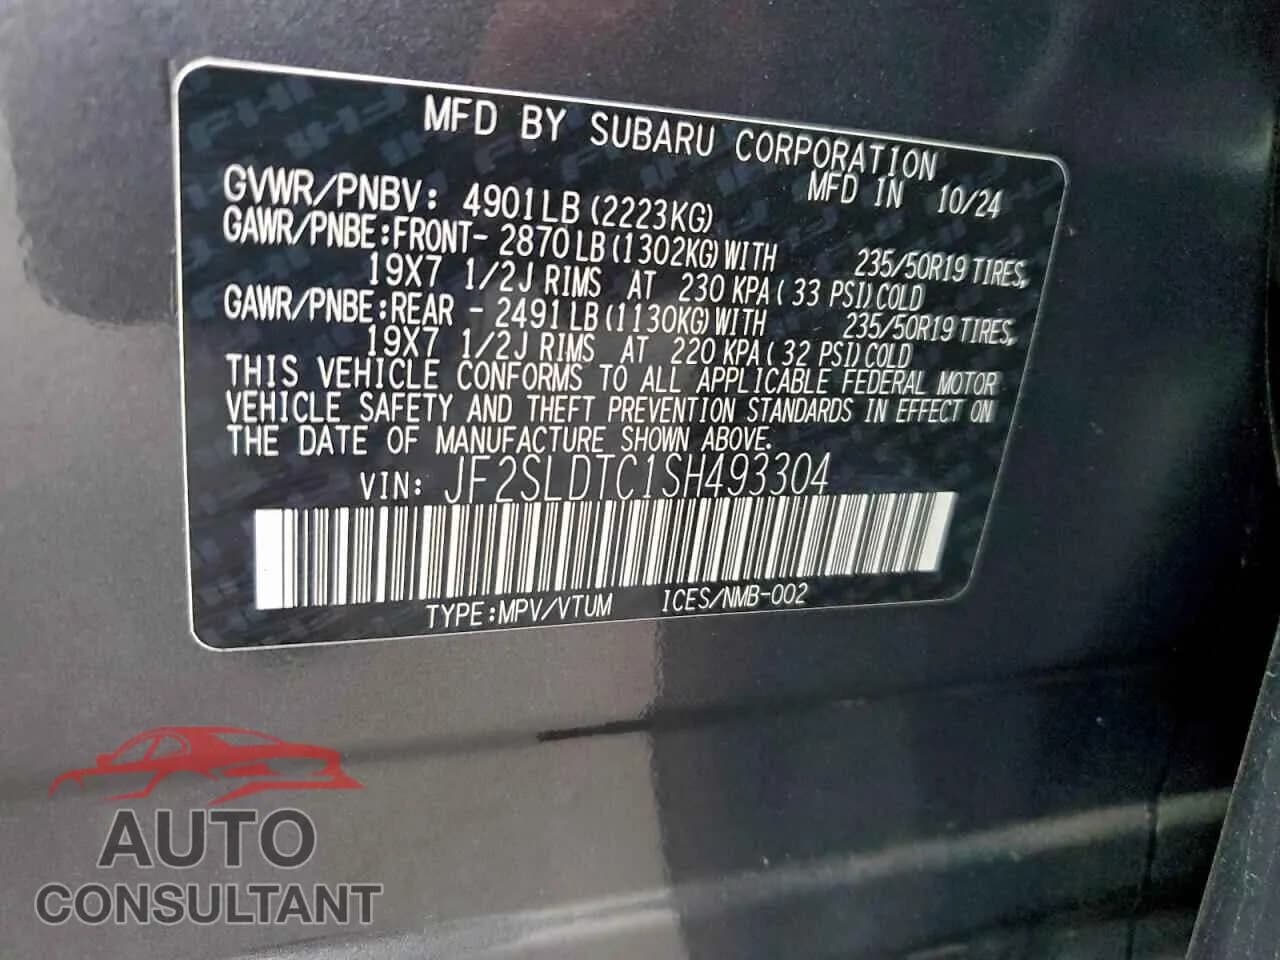 MFD BY SUBARU CORPORATION
MFD IN 10/24
GVWR/PNBV: 4901LB (2223KG)
GAWR/PNBE:FRONT- 2870LB (1302KG) WITH 235/50R19 TIRES,
19X7 1/2J RIMS AT 230 KPA ( 33 PSI) COLD
GAWR/PNBE:REAR - 2491LB (1130KG) WITH 235/50R19 TIRES,
19X7 1/2J RIMS AT 220 KPA ( 32 PSI) COLD
THIS VEHICLE CONFORMS TO ALL APPLICABLE FEDERAL MOTOR
VEHICLE SAFETY AND THEFT PREVENTION STANDARDS IN EFFECT ON
THE DATE OF MANUFACTURE SHOWN ABOVE.
VIN: JF2SLDTC1SH493304
TYPE:MPV/VTUM ICES/NMB-002
AUTO
CONSULTANT